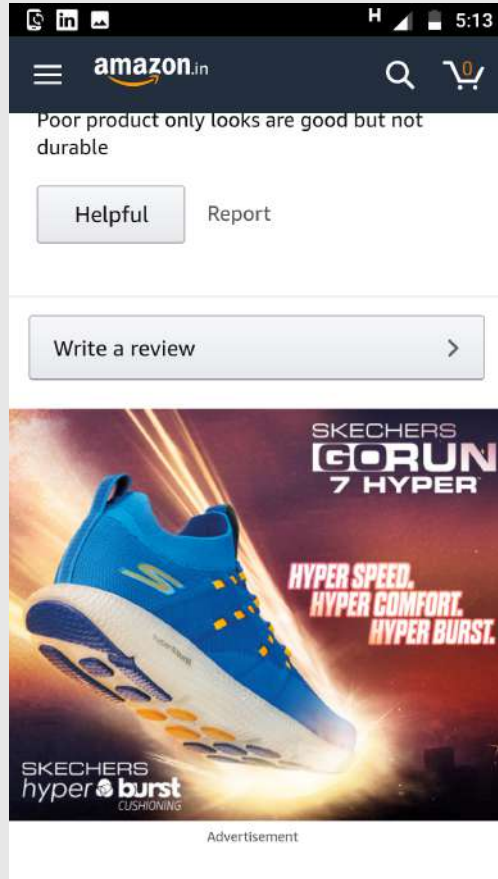 H 5:13
amazon.in
0
Poor product only looks are good but not
durable
Helpful
Report
Write a review
SKECHERS
GORUN
7 HYPER
HYPER SPEED.
HYPER COMFORT.
HYPER BURST.
SKECHERS
hyper burst
CUSHIONING
Advertisement